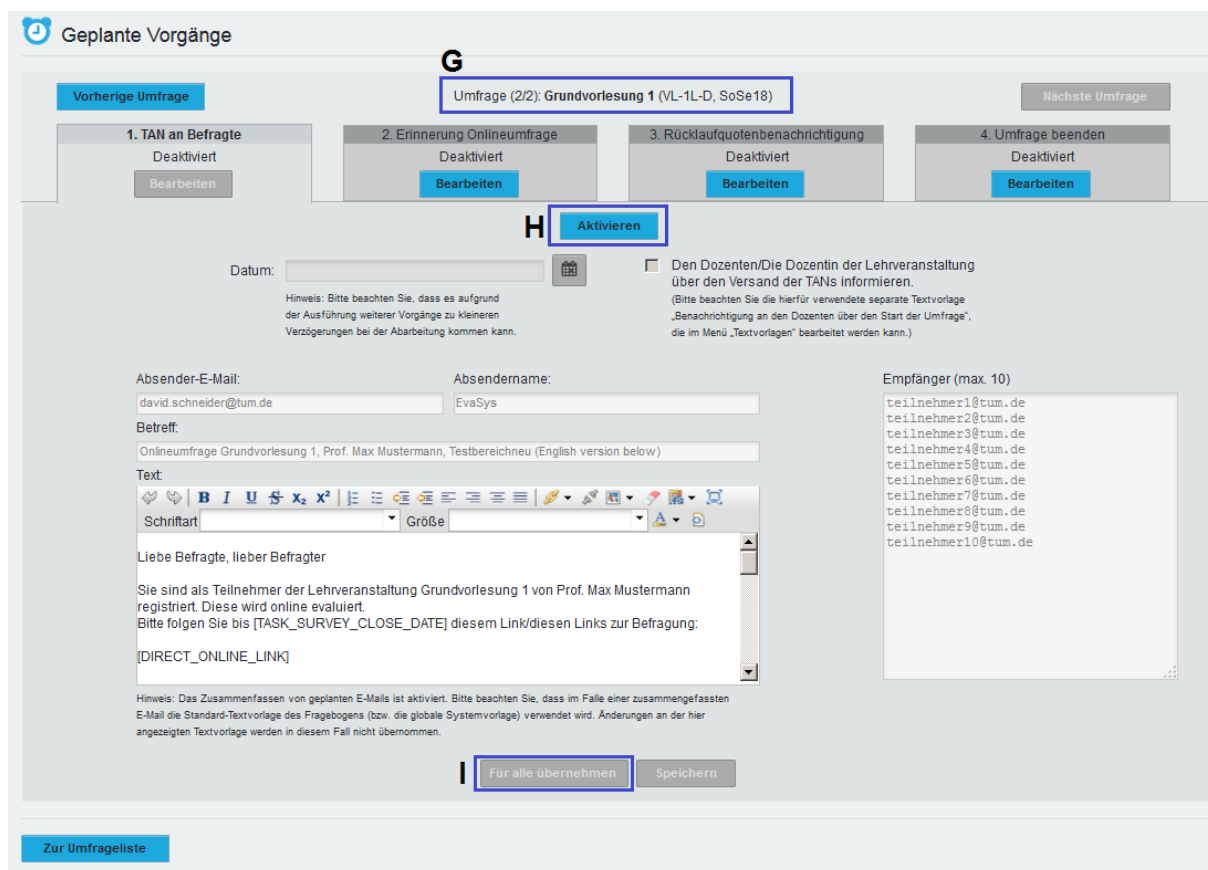 Geplante Vorgänge
G
Vorherige Umfrage
Umfrage (2/2): Grundvorlesung 1 (VL-1L-D, SoSe18)
Nächste Umfrage
1. TAN an Befragte
2. Erinnerung Onlineumfrage
3. Rücklaufquotenbenachrichtigung
4. Umfrage beenden
Deaktiviert
Deaktiviert
Deaktiviert
Deaktiviert
Bearbeiten
Bearbeiten
Bearbeiten
Bearbeiten
H
Aktivieren
Datum:
Hinweis: Bitte beachten Sie, dass es aufgrund
der Ausführung weiterer Vorgänge zu kleineren
Verzögerungen bei der Abarbeitung kommen kann.
Den Dozenten/Die Dozentin der Lehrveranstaltung
über den Versand der TANs informieren.
(Bitte beachten Sie die hierfür verwendete separate Textvorlage
„Benachrichtigung an den Dozenten über den Start der Umfrage",
die im Menü „Textvorlagen" bearbeitet werden kann.)
Absender-E-Mail:
Absendername:
david.schneider@tum.de
EvaSys
Betreff:
Onlineumfrage Grundvorlesung 1, Prof. Max Mustermann, Testbereichneu (English version below)
Text:
B I U S x₂ x²
Schriftart
Größe
A
Liebe Befragte, lieber Befragter
Sie sind als Teilnehmer der Lehrveranstaltung Grundvorlesung 1 von Prof. Max Mustermann
registriert. Diese wird online evaluiert.
Bitte folgen Sie bis [TASK_SURVEY_CLOSE_DATE] diesem Link/diesen Links zur Befragung:
[DIRECT_ONLINE_LINK]
Hinweis: Das Zusammenfassen von geplanten E-Mails ist aktiviert. Bitte beachten Sie, dass im Falle einer zusammengefassten
E-Mail die Standard-Textvorlage des Fragebogens (bzw. die globale Systemvorlage) verwendet wird. Änderungen an der hier
angezeigten Textvorlage werden in diesem Fall nicht übernommen.
Empfänger (max. 10)
teilnehmer1@tum.de
teilnehmer2@tum.de
teilnehmer3@tum.de
teilnehmer4@tum.de
teilnehmer5@tum.de
teilnehmer6@tum.de
teilnehmer7@tum.de
teilnehmer8@tum.de
teilnehmer9@tum.de
teilnehmer10@tum.de
I
Für alle übernehmen
Speichern
Zur Umfrageliste